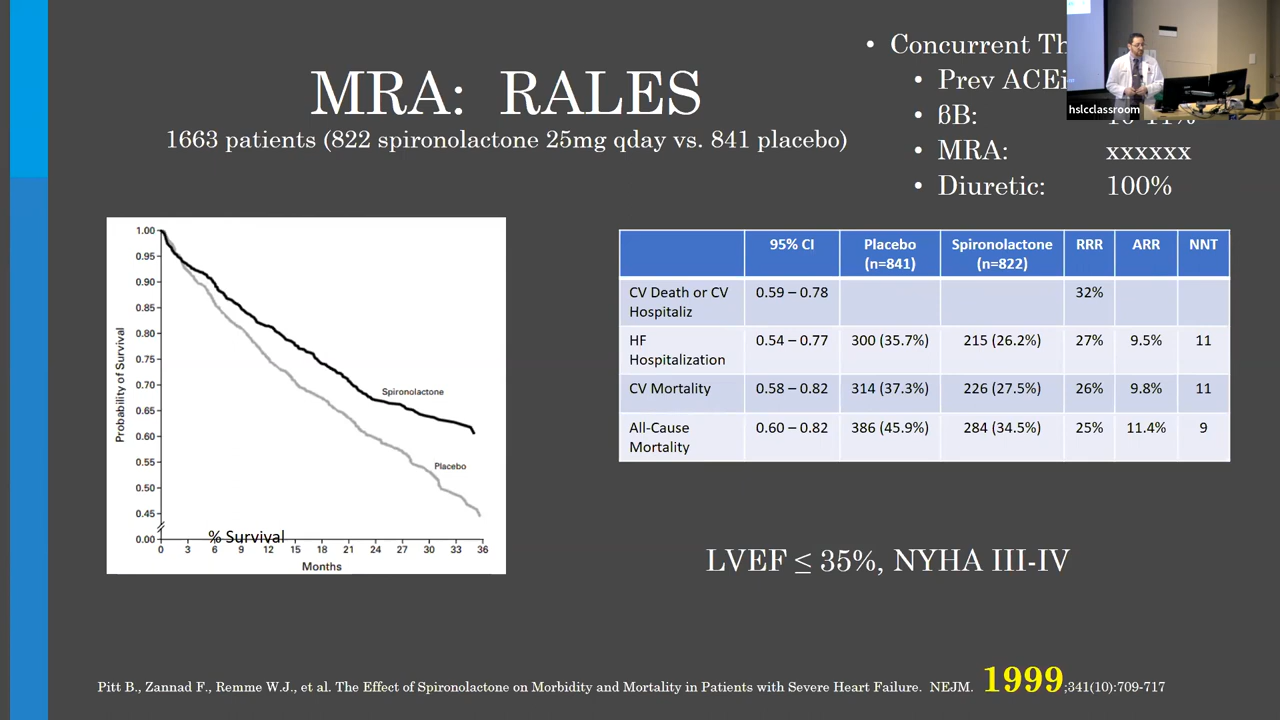 MRA: RALES
1663 patients (822 spironolactone 25mg qday vs. 841 placebo)
• Concurrent
• Prev
• βB:
• MRA: xxxxxx
• Diuretic: 100%
hslcclassroom
1.00
0.95
0.90
0.85
0.80
0.75
0.70
0.65
0.60
0.55
0.50
0.45
0.00
Probability of Survival
Spironolactone
Placebo
% Survival
0 3 6 9 12 15 18 21 24 27 30 33 36
Months
95% CI Placebo (n=841) Spironolactone (n=822) RRR ARR NNT
CV Death or CV Hospitaliz 0.59 – 0.78 32%
HF Hospitalization 0.54 – 0.77 300 (35.7%) 215 (26.2%) 27% 9.5% 11
CV Mortality 0.58 – 0.82 314 (37.3%) 226 (27.5%) 26% 9.8% 11
All-Cause Mortality 0.60 – 0.82 386 (45.9%) 284 (34.5%) 25% 11.4% 9
LVEF ≤ 35%, NYHA III-IV
Pitt B., Zannad F., Remme W.J., et al. The Effect of Spironolactone on Morbidity and Mortality in Patients with Severe Heart Failure. NEJM. 1999;341(10):709-717